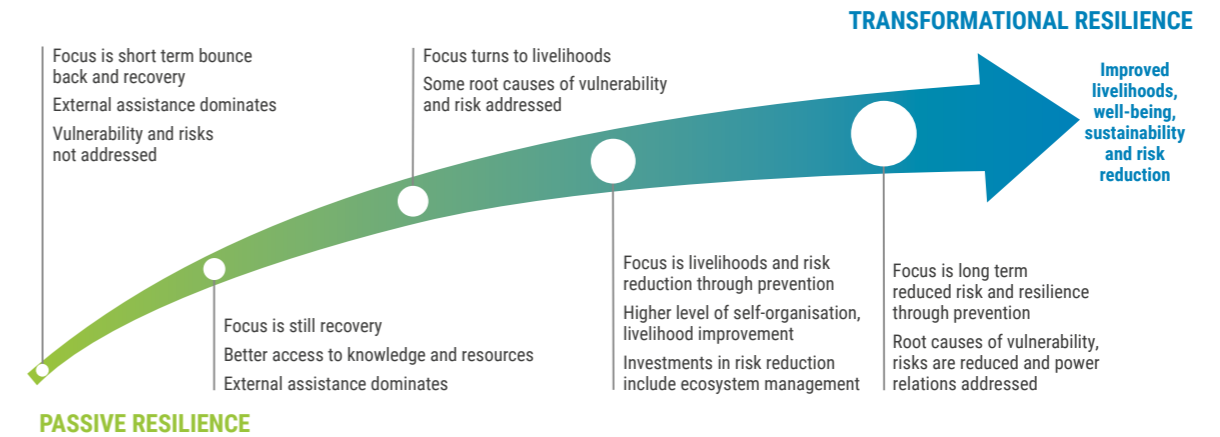 TRANSFORMATIONAL RESILIENCE
Focus is short term bounce
back and recovery
External assistance dominates
Vulnerability and risks
not addressed
Focus turns to livelihoods
Some root causes of vulnerability
and risk addressed
Improved
livelihoods,
well-being,
sustainability
and risk
reduction
Focus is still recovery
Better access to knowledge and resources
External assistance dominates
Focus is livelihoods and risk
reduction through prevention
Higher level of self-organisation,
livelihood improvement
Investments in risk reduction
include ecosystem management
Focus is long term
reduced risk and resilience
through prevention
Root causes of vulnerability,
risks are reduced and power
relations addressed
PASSIVE RESILIENCE